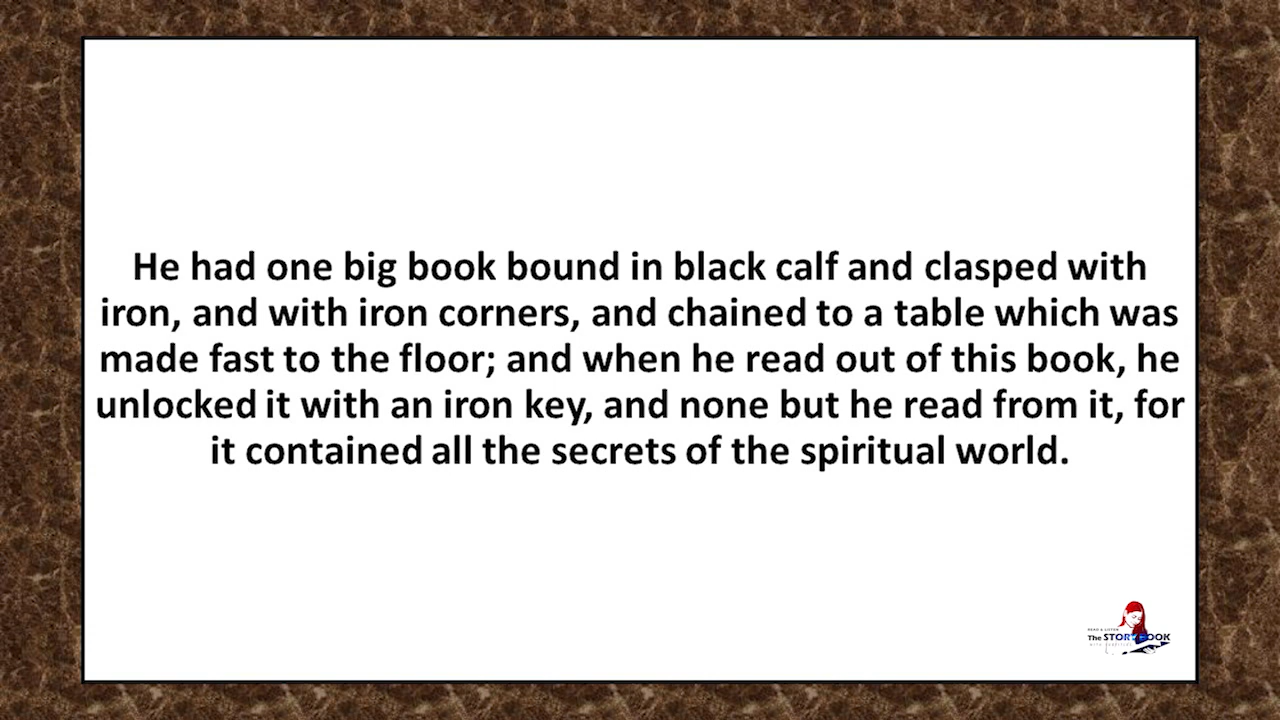 He had one big book bound in black calf and clasped with
iron, and with iron corners, and chained to a table which was
made fast to the floor; and when he read out of this book, he
unlocked it with an iron key, and none but he read from it, for
it contained all the secrets of the spiritual world.
The STORYBOOK